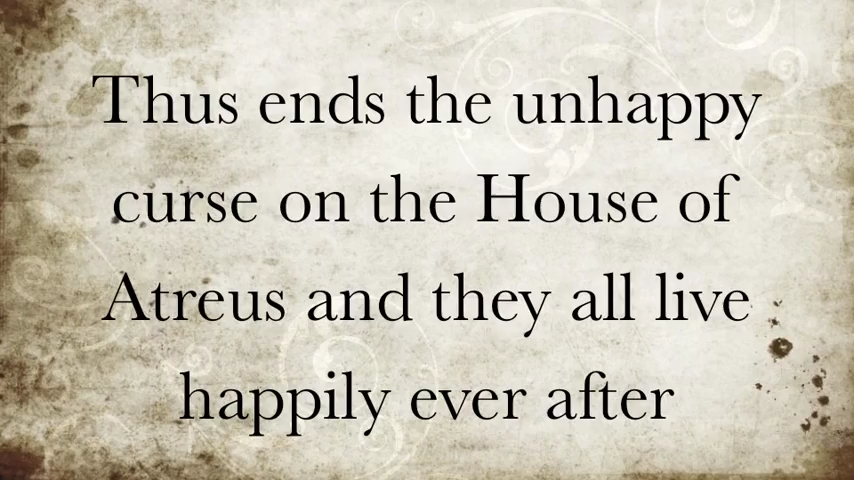 Thus ends the unhappy
curse on the House of
Atreus and they all live
happily ever after